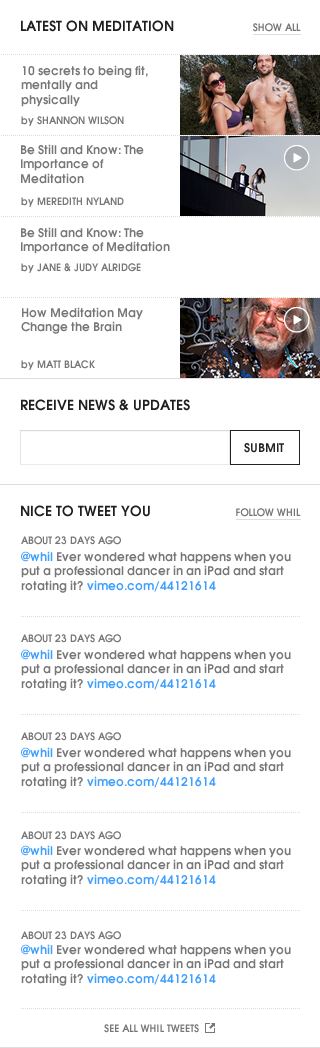 LATEST ON MEDITATION
SHOW ALL
10 secrets to being fit,
mentally and
physically
by SHANNON WILSON
Be Still and Know: The
Importance of
Meditation
by MEREDITH NYLAND
Be Still and Know: The
Importance of Meditation
by JANE & JUDY ALRIDGE
How Meditation May
Change the Brain
by MATT BLACK
RECEIVE NEWS & UPDATES
SUBMIT
NICE TO TWEET YOU
FOLLOW WHIL
ABOUT 23 DAYS AGO
@whil Ever wondered what happens when you
put a professional dancer in an iPad and start
rotating it? vimeo.com/44121614
ABOUT 23 DAYS AGO
@whil Ever wondered what happens when you
put a professional dancer in an iPad and start
rotating it? vimeo.com/44121614
ABOUT 23 DAYS AGO
@whil Ever wondered what happens when you
put a professional dancer in an iPad and start
rotating it? vimeo.com/44121614
ABOUT 23 DAYS AGO
@whil Ever wondered what happens when you
put a professional dancer in an iPad and start
rotating it? vimeo.com/44121614
ABOUT 23 DAYS AGO
@whil Ever wondered what happens when you
put a professional dancer in an iPad and start
rotating it? vimeo.com/44121614
SEE ALL WHIL TWEETS